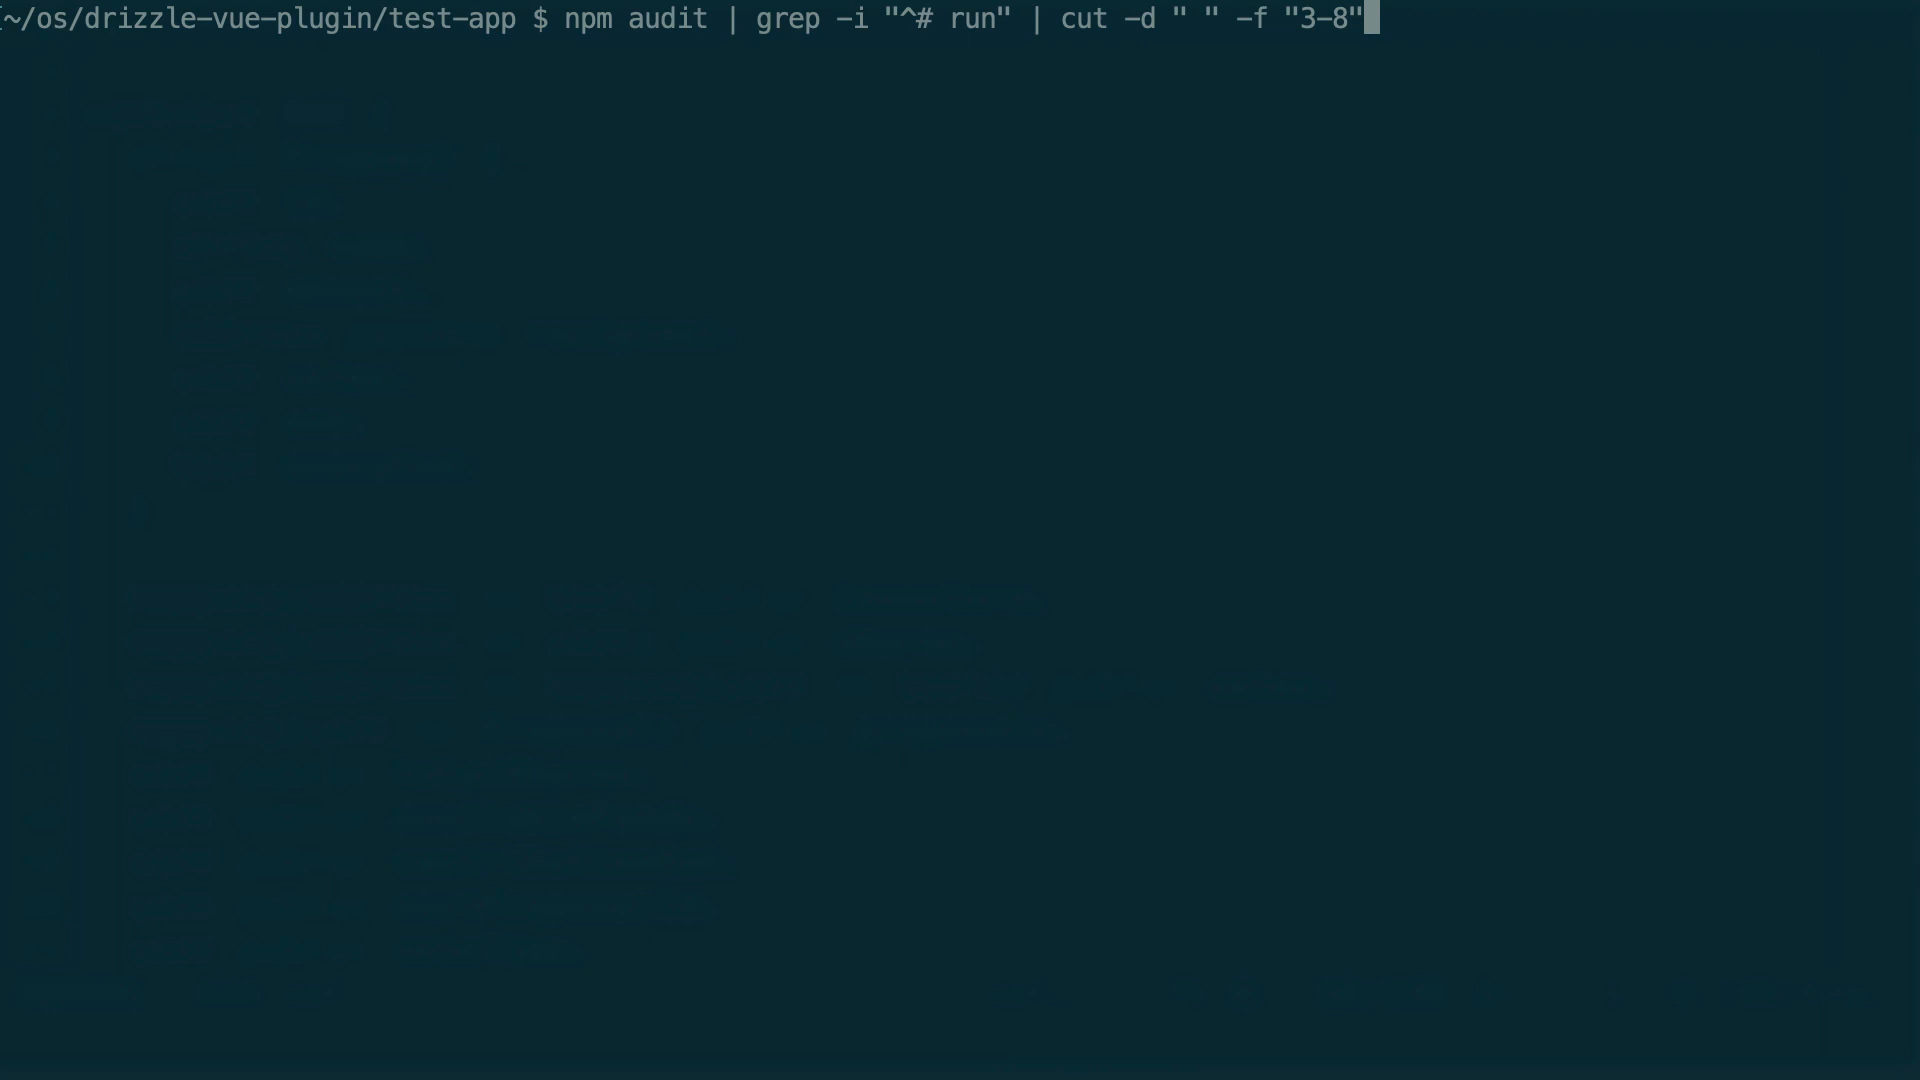 [~/os/drizzle-vue-plugin/test-app $ npm audit | grep -i "^# run" | cut -d " " -f "3-8"